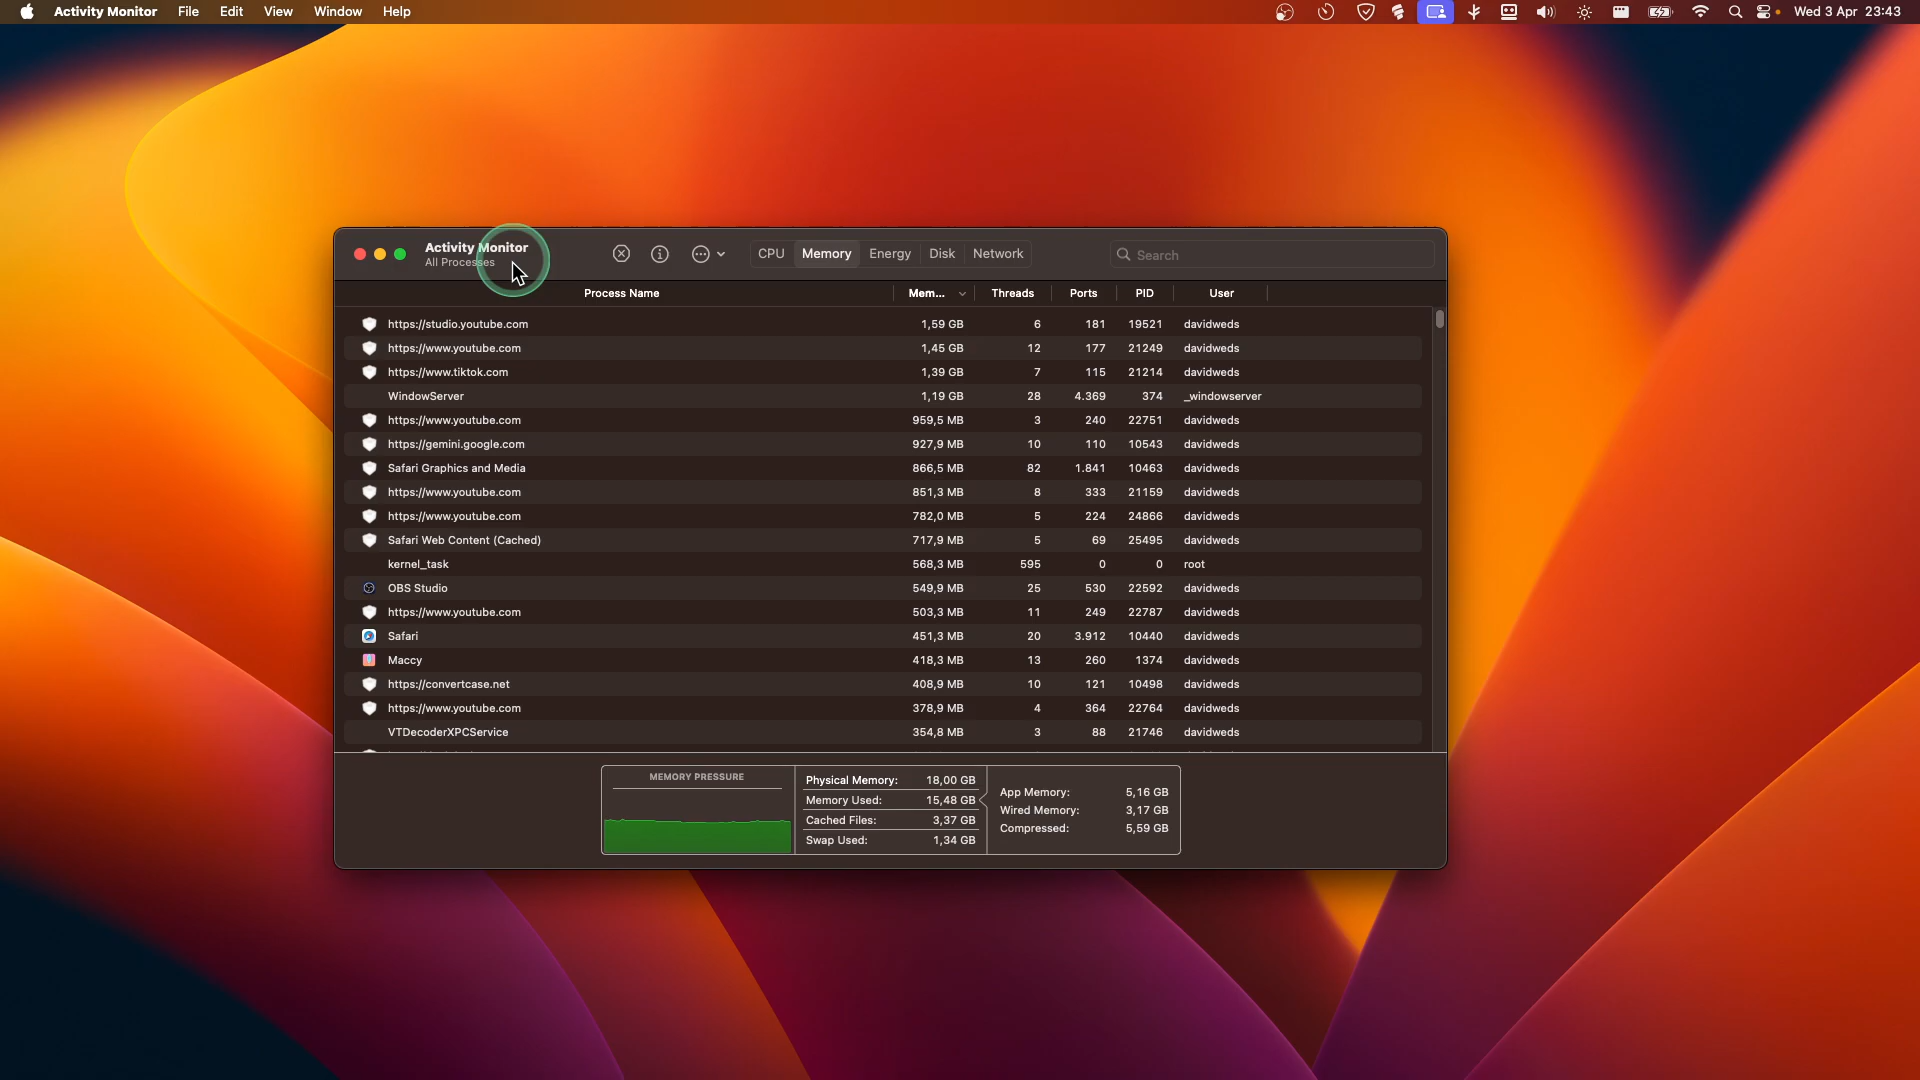 Activity Monitor File Edit View Window Help Wed 3 Apr 23:43
Activity Monitor
All Processes
CPU Memory Energy Disk Network Search
Process Name Mem... Threads Ports PID User
https://studio.youtube.com 1,59 GB 6 181 19521 davidweds
https://www.youtube.com 1,45 GB 12 177 21249 davidweds
https://www.tiktok.com 1,39 GB 7 115 21214 davidweds
WindowServer 1,19 GB 28 4.369 374 _windowserver
https://www.youtube.com 959,5 MB 3 240 22751 davidweds
https://gemini.google.com 927,9 MB 10 110 10543 davidweds
Safari Graphics and Media 866,5 MB 82 1.841 10463 davidweds
https://www.youtube.com 851,3 MB 8 333 21159 davidweds
https://www.youtube.com 782,0 MB 5 224 24866 davidweds
Safari Web Content (Cached) 717,9 MB 5 69 25495 davidweds
kernel_task 568,3 MB 595 0 0 root
OBS Studio 549,9 MB 25 530 22592 davidweds
https://www.youtube.com 503,3 MB 11 249 22787 davidweds
Safari 451,3 MB 20 3.912 10440 davidweds
Maccy 418,3 MB 13 260 1374 davidweds
https://convertcase.net 408,9 MB 10 121 10498 davidweds
https://www.youtube.com 378,9 MB 4 364 22764 davidweds
VTDecoderXPCService 354,8 MB 3 88 21746 davidweds
MEMORY PRESSURE
Physical Memory: 18,00 GB
Memory Used: 15,48 GB
Cached Files: 3,37 GB
Swap Used: 1,34 GB
App Memory: 5,16 GB
Wired Memory: 3,17 GB
Compressed: 5,59 GB